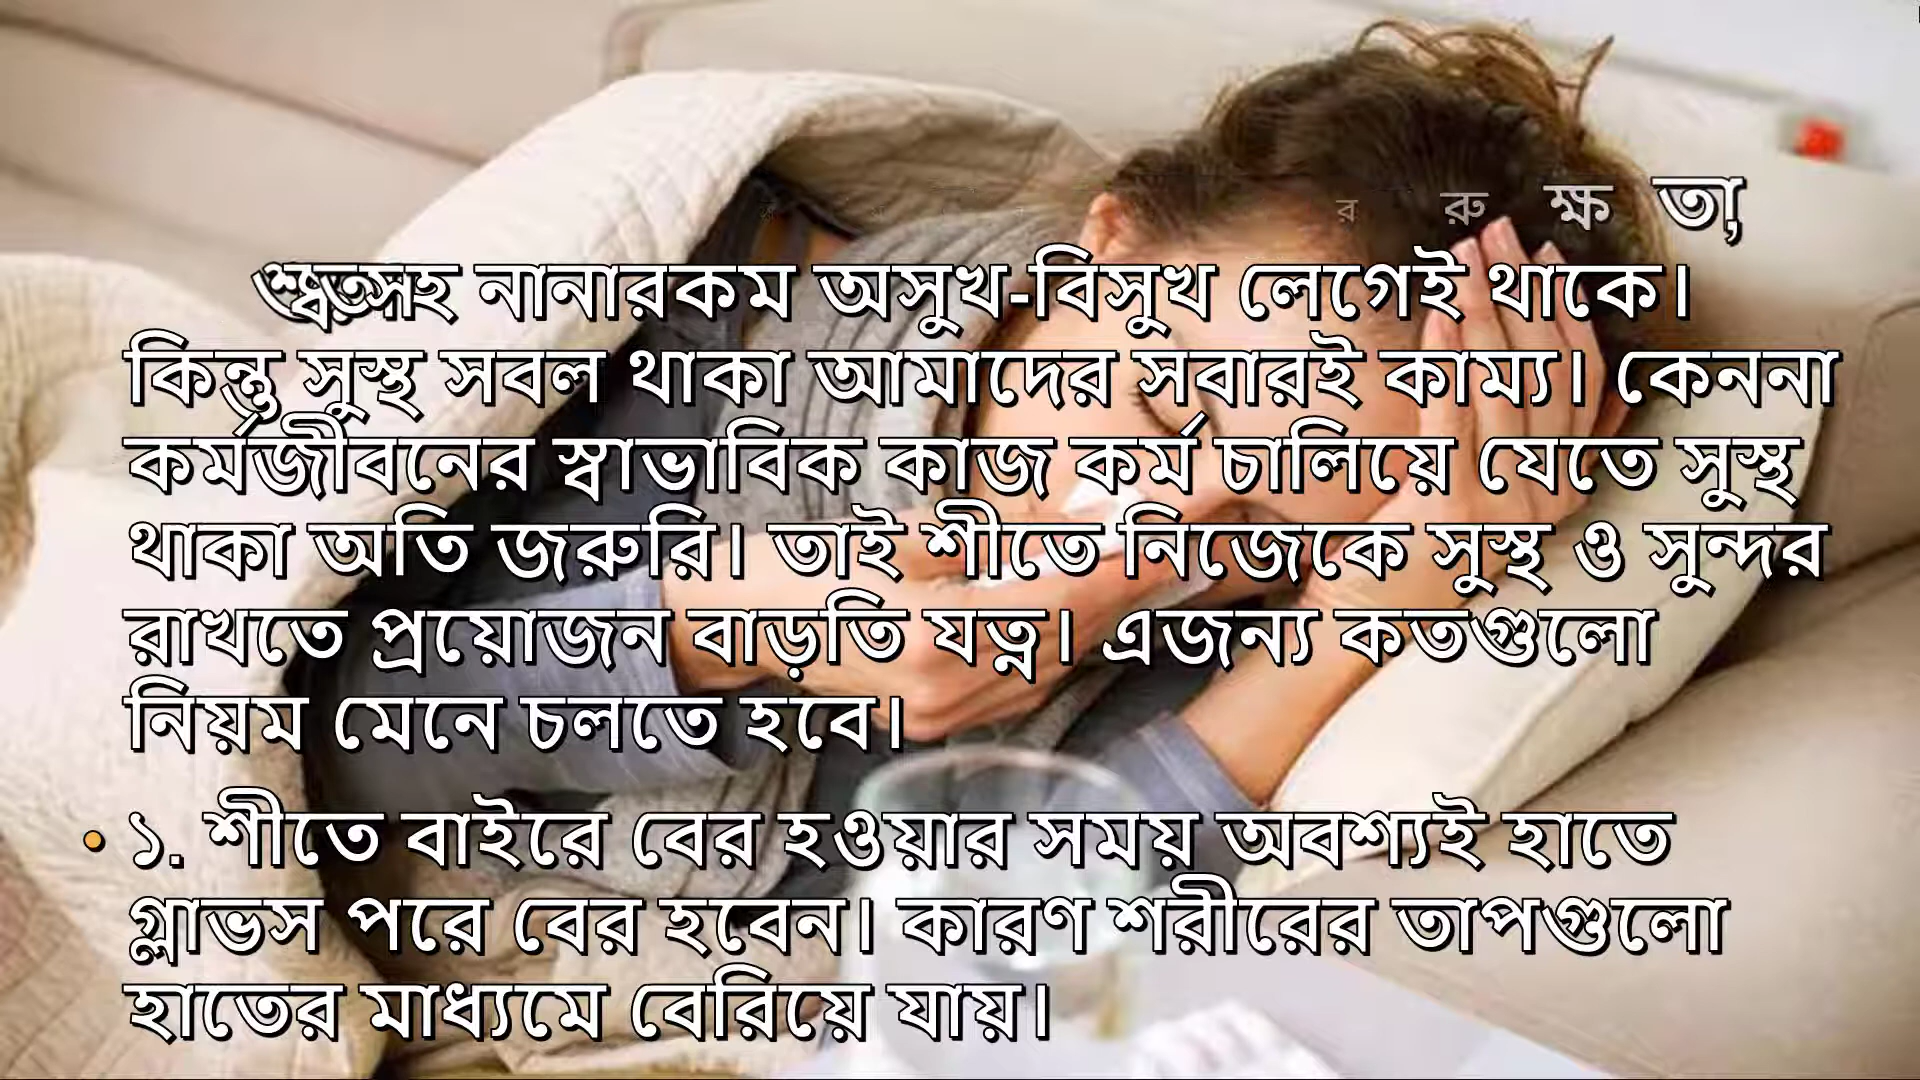 র রুক্ষতা,
নানারকম অসুখ-বিসুখ লেগেই থাকে।
কিন্তু সুস্থ সবল থাকা আমাদের সবারই কাম্য। কেননা
কর্মজীবনের স্বাভাবিক কাজ কর্ম চালিয়ে যেতে সুস্থ
থাকা অতি জরুরি। তাই শীতে নিজেকে সুস্থ ও সুন্দর
রাখতে প্রয়োজন বাড়তি যত্ন। এজন্য কতগুলো
নিয়ম মেনে চলতে হবে।
• ১. শীতে বাইরে বের হওয়ার সময় অবশ্যই হাতে
গ্লাভস পরে বের হবেন। কারণ শরীরের তাপগুলো
হাতের মাধ্যমে বেরিয়ে যায়।